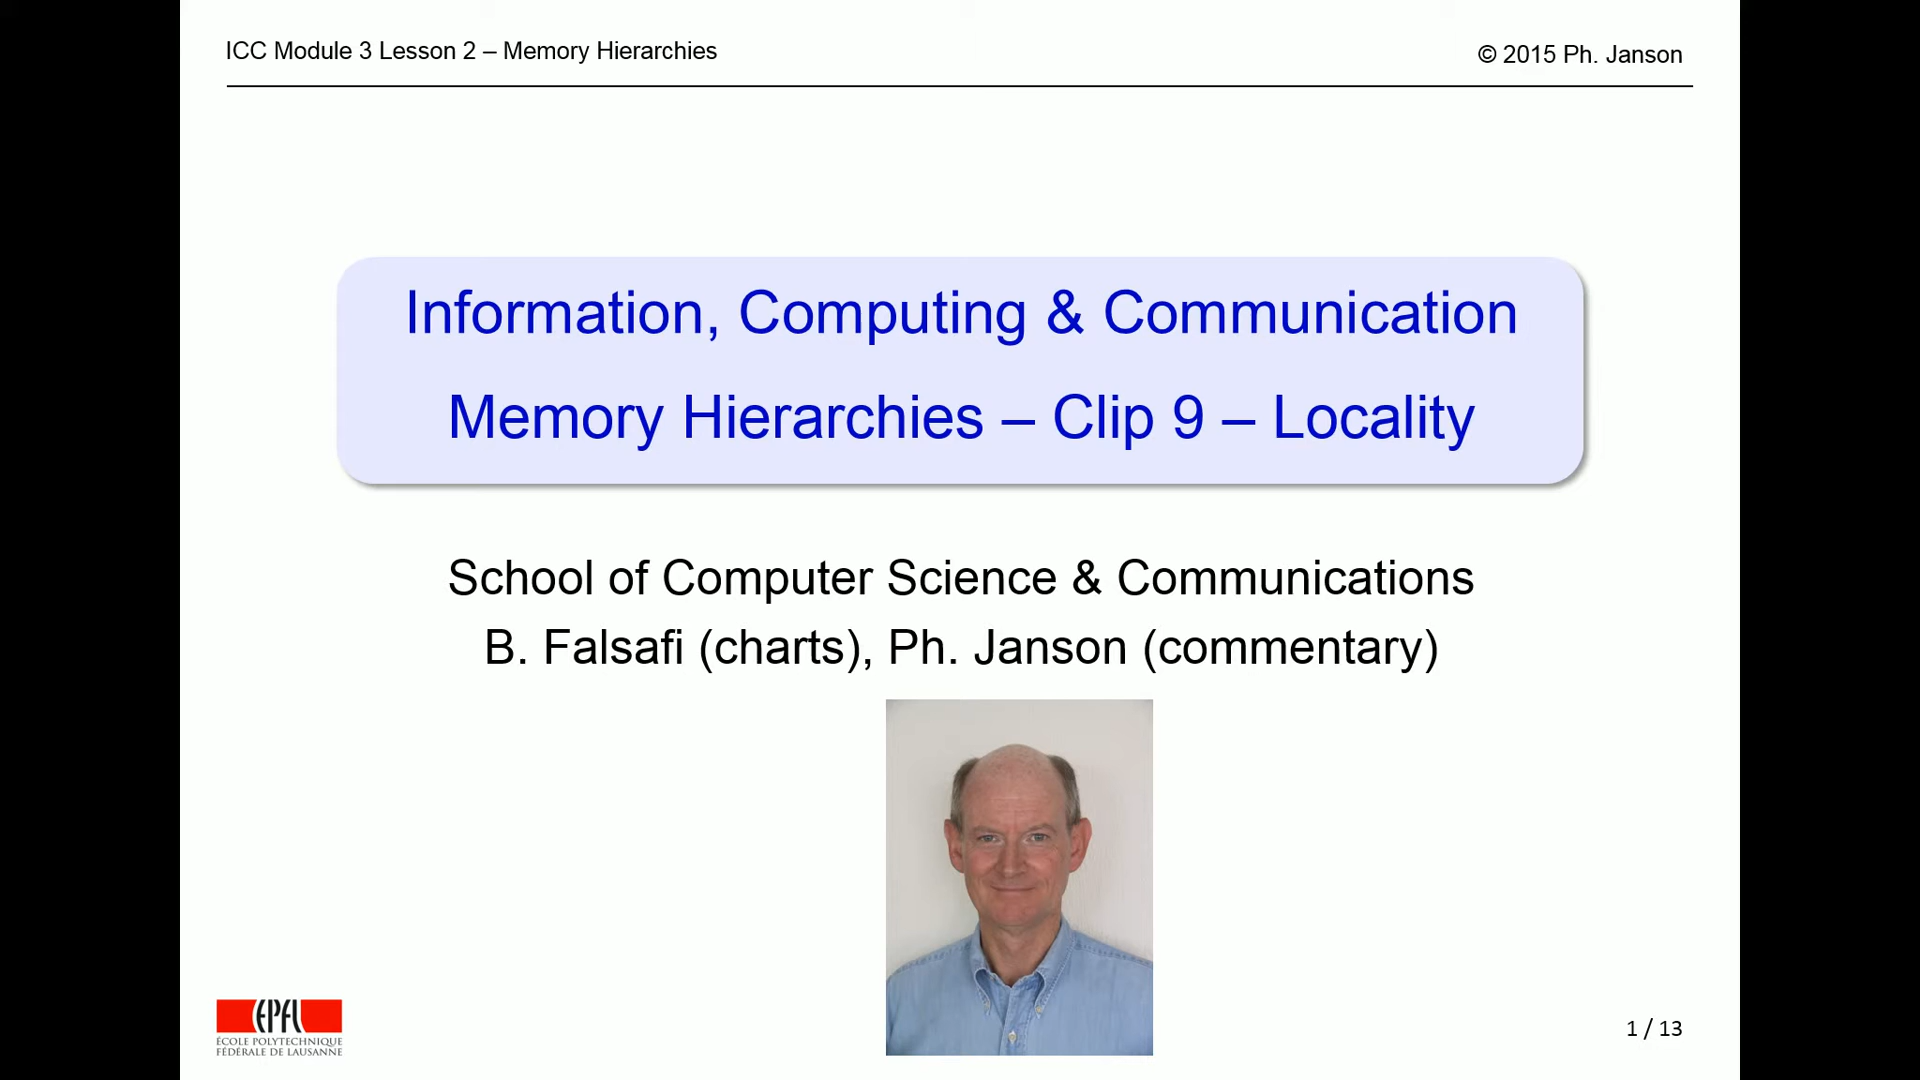 ICC Module 3 Lesson 2 – Memory Hierarchies
© 2015 Ph. Janson
Information, Computing & Communication
Memory Hierarchies – Clip 9 – Locality
School of Computer Science & Communications
B. Falsafi (charts), Ph. Janson (commentary)
EPFL
ÉCOLE POLYTECHNIQUE
FÉDÉRALE DE LAUSANNE
1 / 13